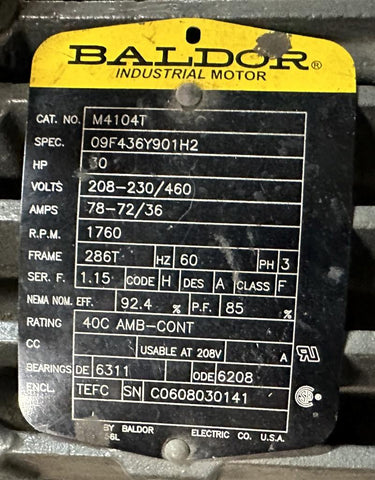 BALDOR®
INDUSTRIAL MOTOR
CAT. NO. M4104T
SPEC. 09F436Y901H2
HP 30
VOLTS 208-230/460
AMPS 78-72/36
R.P.M. 1760
FRAME 286T HZ 60 PH 3
SER. F. 1.15 CODE H DES A CLASS F
NEMA NOM. EFF. 92.4 % P.F. 85 %
RATING 40C AMB-CONT
CC USABLE AT 208V A
BEARINGS DE 6311 ODE 6208
ENCL. TEFC SN C0608030141
BY BALDOR ELECTRIC CO. U.S.A.